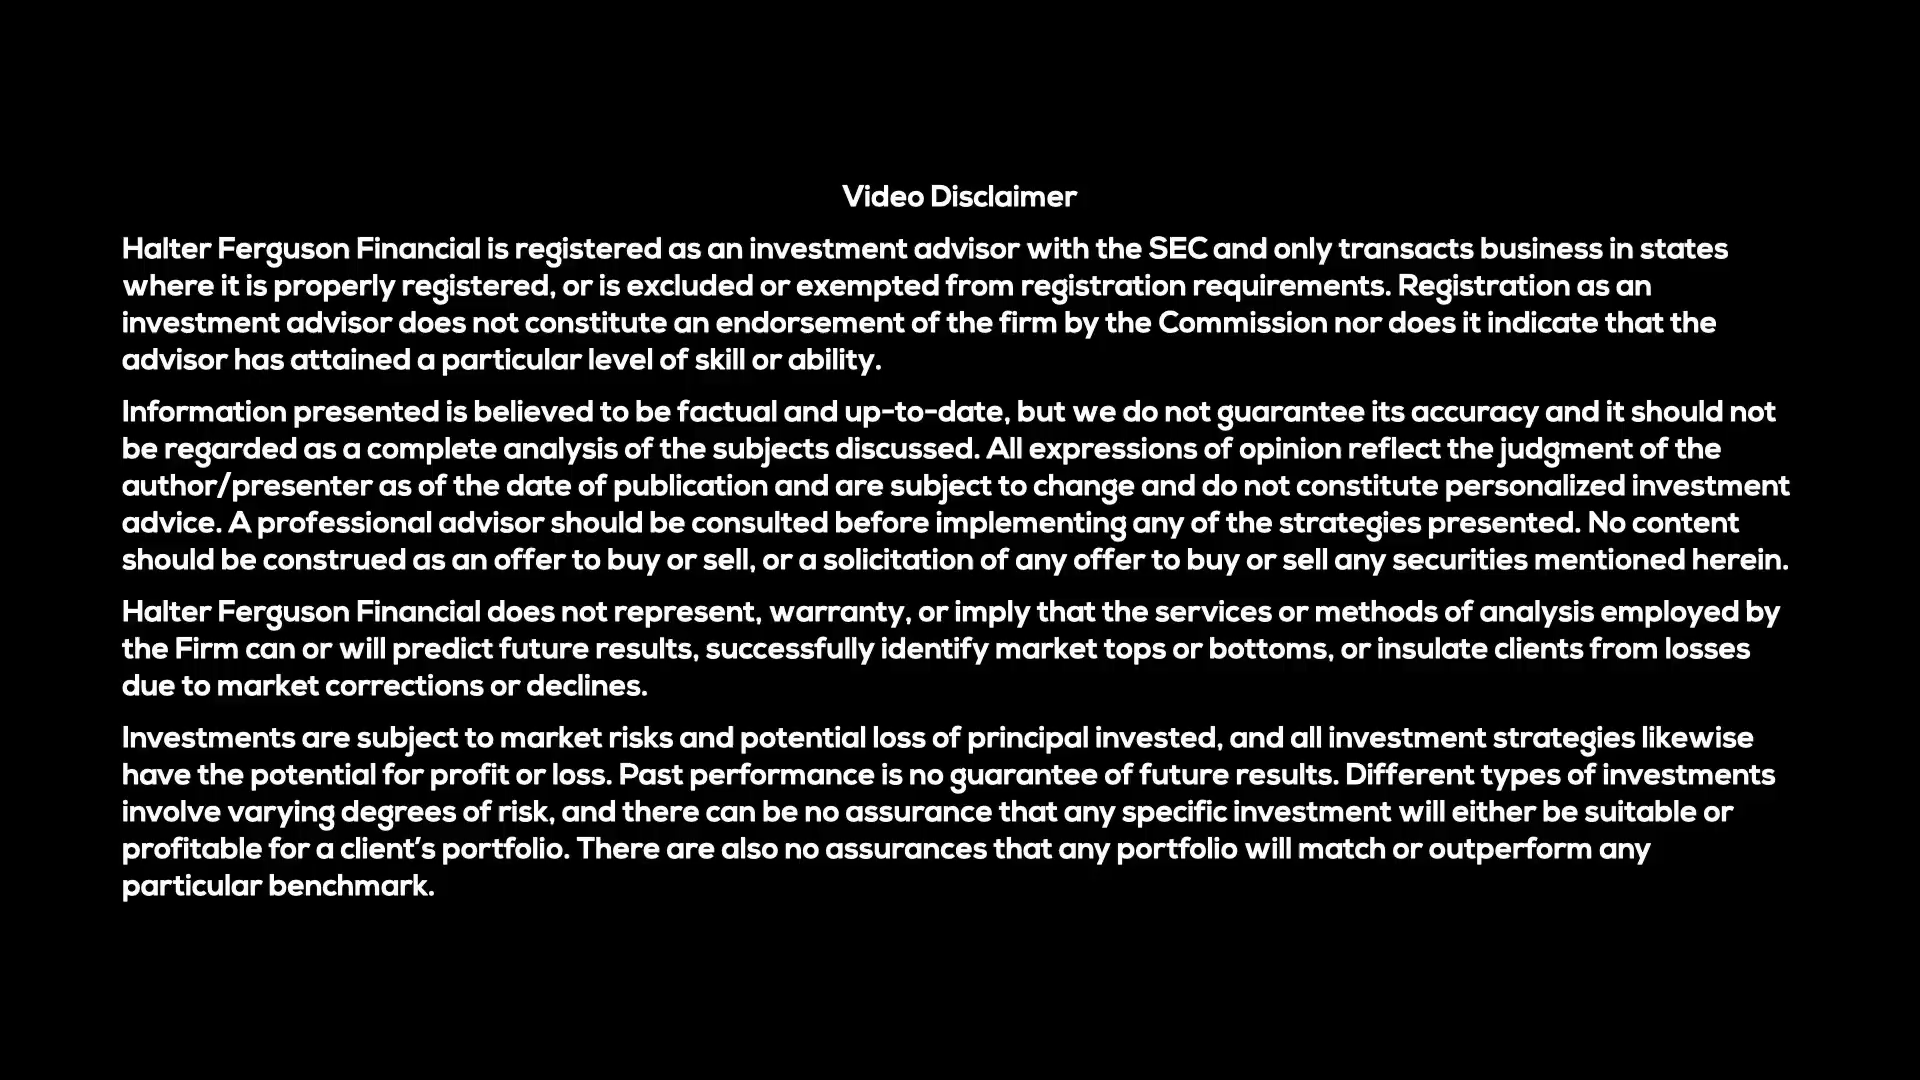 Video Disclaimer
Halter Ferguson Financial is registered as an investment advisor with the SEC and only transacts business in states
where it is properly registered, or is excluded or exempted from registration requirements. Registration as an
investment advisor does not constitute an endorsement of the firm by the Commission nor does it indicate that the
advisor has attained a particular level of skill or ability.
Information presented is believed to be factual and up-to-date, but we do not guarantee its accuracy and it should not
be regarded as a complete analysis of the subjects discussed. All expressions of opinion reflect the judgment of the
author/presenter as of the date of publication and are subject to change and do not constitute personalized investment
advice. A professional advisor should be consulted before implementing any of the strategies presented. No content
should be construed as an offer to buy or sell, or a solicitation of any offer to buy or sell any securities mentioned herein.
Halter Ferguson Financial does not represent, warranty, or imply that the services or methods of analysis employed by
the Firm can or will predict future results, successfully identify market tops or bottoms, or insulate clients from losses
due to market corrections or declines.
Investments are subject to market risks and potential loss of principal invested, and all investment strategies likewise
have the potential for profit or loss. Past performance is no guarantee of future results. Different types of investments
involve varying degrees of risk, and there can be no assurance that any specific investment will either be suitable or
profitable for a client’s portfolio. There are also no assurances that any portfolio will match or outperform any
particular benchmark.